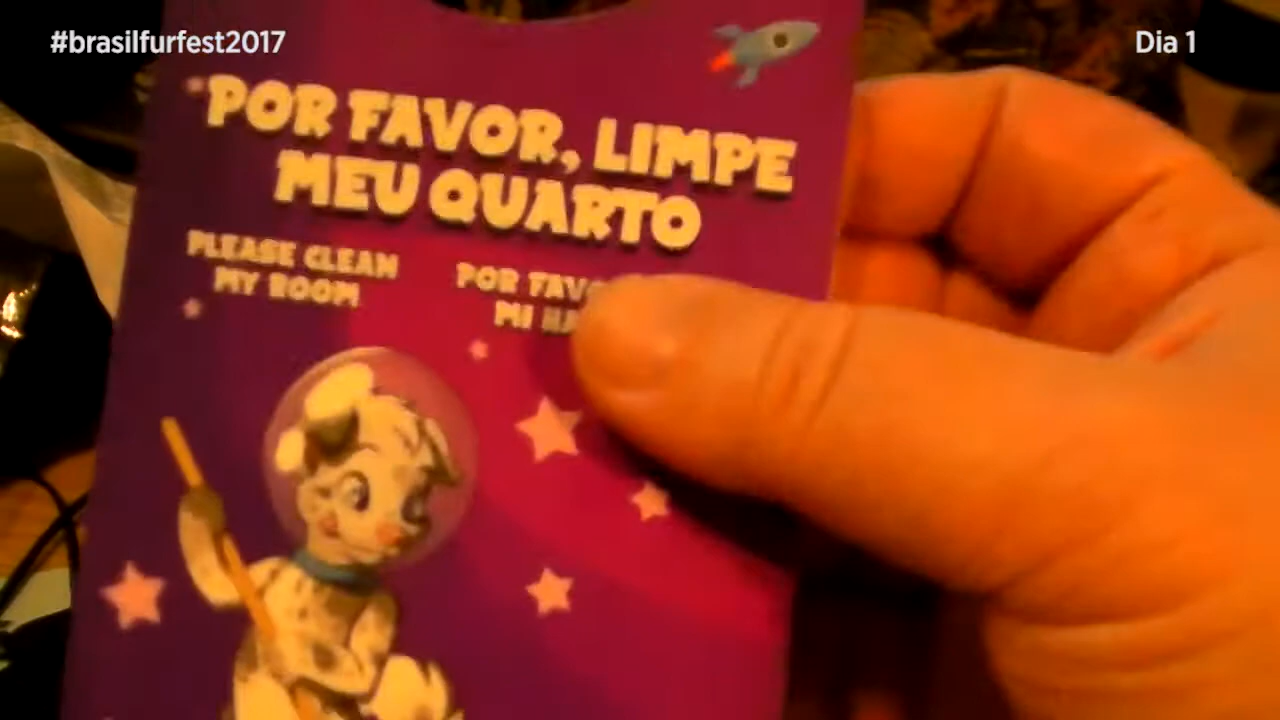 #brasilfurfest2017
Dia 1
POR FAVOR, LIMPE
MEU QUARTO
PLEASE CLEAN
MY ROOM
POR
MI